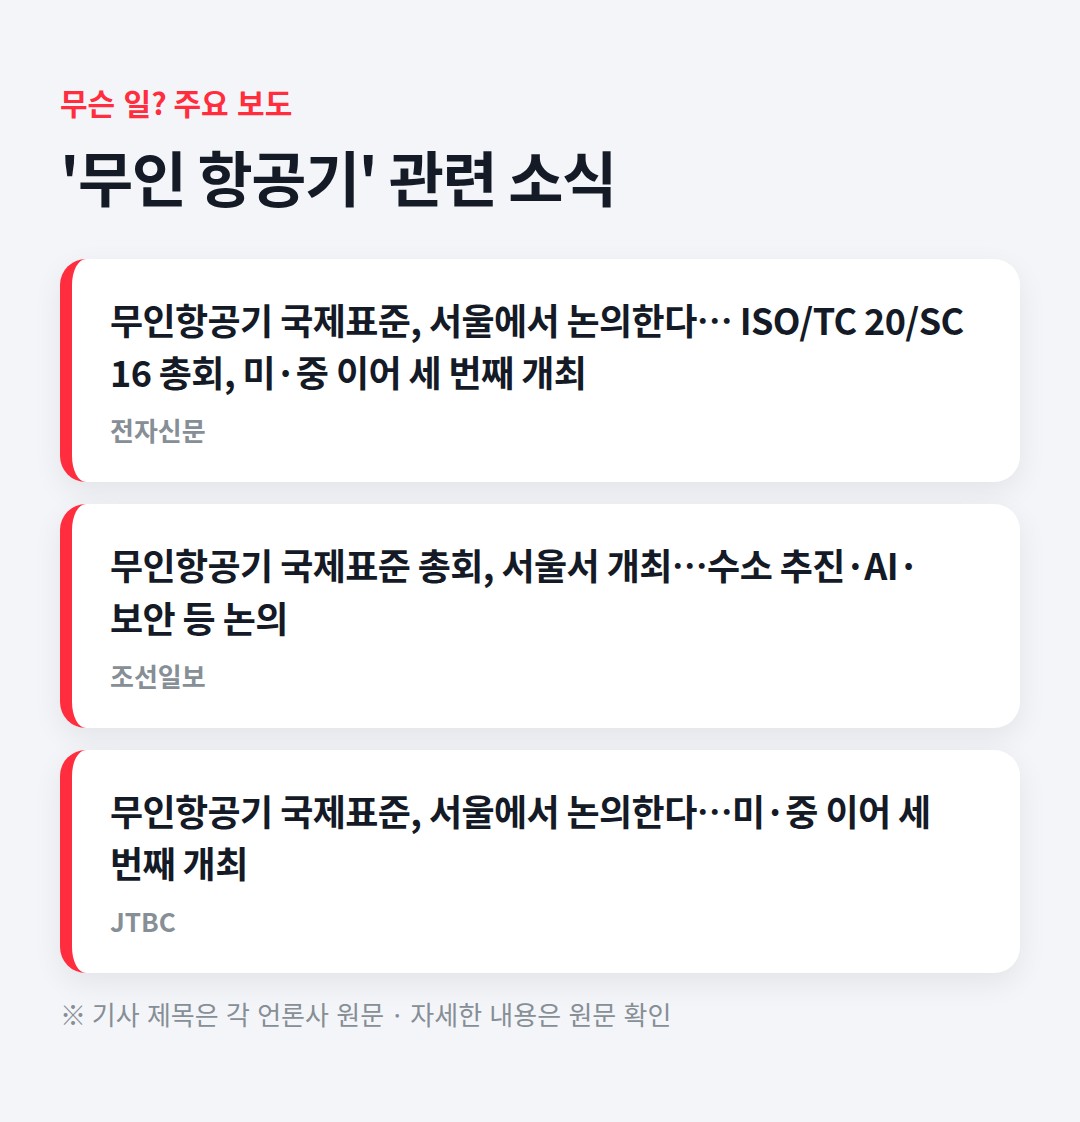 무슨 일? 주요 보도
'무인 항공기' 관련 소식
무인항공기 국제표준, 서울에서 논의한다… ISO/TC 20/SC
16 총회, 미·중 이어 세 번째 개최
전자신문
무인항공기 국제표준 총회, 서울서 개최…수소 추진·AI·
보안 등 논의
조선일보
무인항공기 국제표준, 서울에서 논의한다…미·중 이어 세
번째 개최
JTBC
※ 기사 제목은 각 언론사 원문 · 자세한 내용은 원문 확인